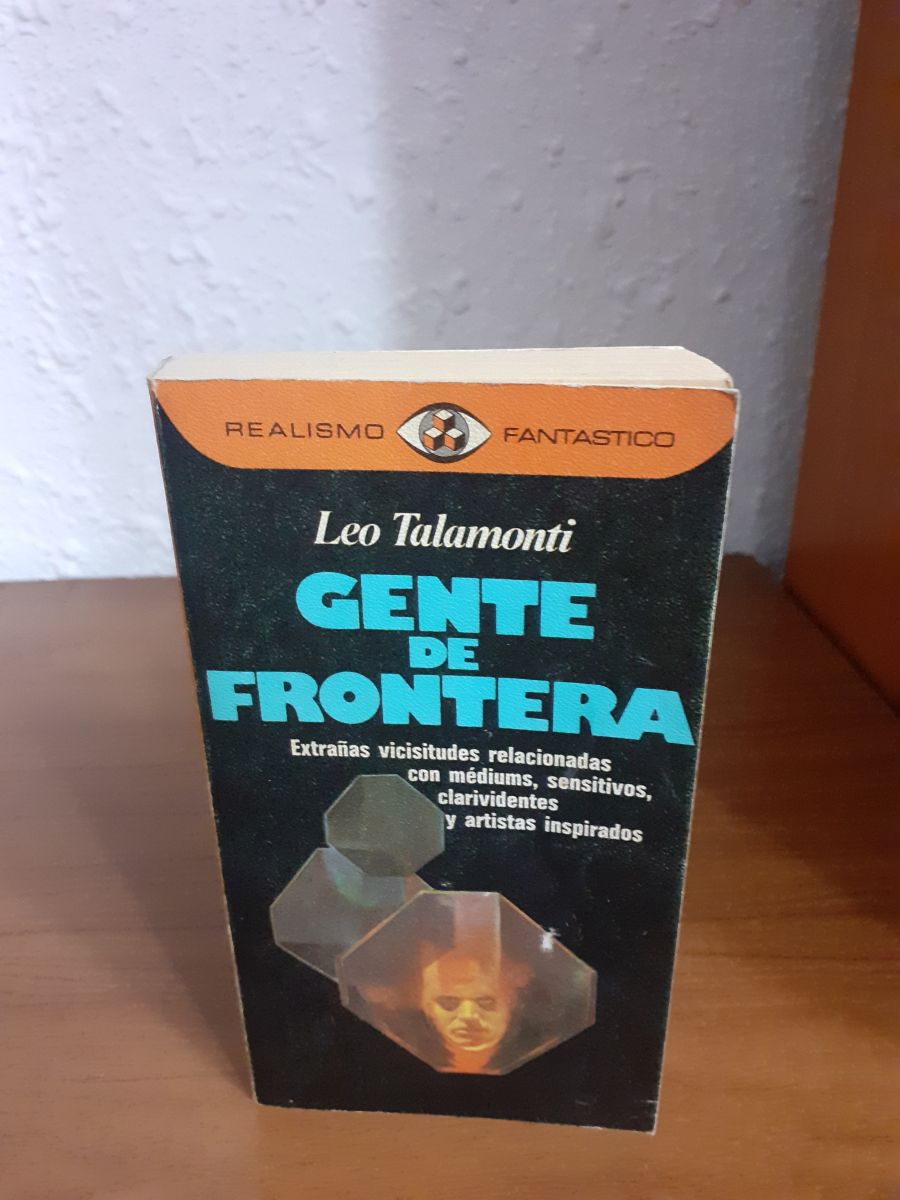 REALISMO FANTASTICO
Leo Talamonti
GENTE
DE
FRONTERA
Extrañas vicisitudes relacionadas
con médiums, sensitivos,
clarividentes
y artistas inspirados